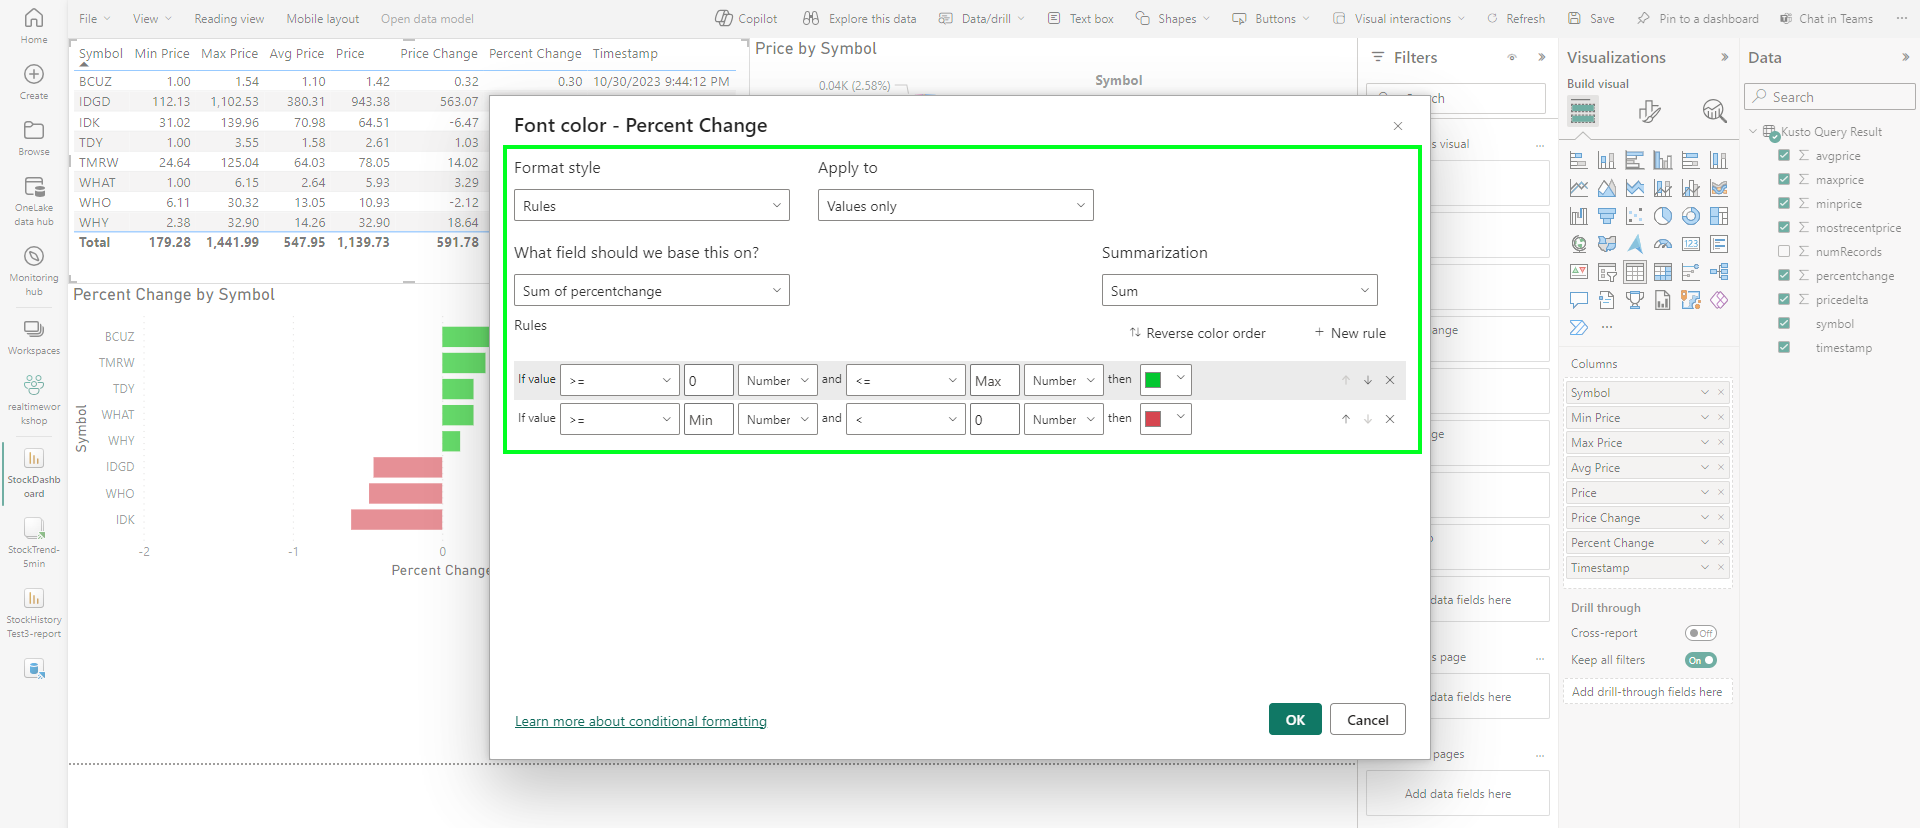 File View Reading view Mobile layout Open data model Copilot Explore this data Data/drill Text box Shapes Buttons Visual interactions Refresh Save Pin to a dashboard Chat in Teams ...
Home
Create
Browse
OneLake
data hub
Monitoring
hub
Workspaces
realtimewo
rkshop
StockDashb
oard
StockTrend-
5min
StockHistory
Test3-report
Symbol Min Price Max Price Avg Price Price Price Change Percent Change Timestamp
BCUZ 1.00 1.54 1.10 1.42 0.32 0.30 10/30/2023 9:44:12 PM
IDGD 112.13 1,102.53 380.31 943.38 563.07
IDK 31.02 139.96 70.98 64.51 -6.47
TDY 1.00 3.55 1.58 2.61 1.03
TMRW 24.64 125.04 64.03 78.05 14.02
WHAT 1.00 6.15 2.64 5.93 3.29
WHO 6.11 30.32 13.05 10.93 -2.12
WHY 2.38 32.90 14.26 32.90 18.64
Total 179.28 1,441.99 547.95 1,139.73 591.78
Price by Symbol
0.04K (2.58%)
Symbol
Percent Change by Symbol
Symbol
BCUZ
TMRW
TDY
WHAT
WHY
IDGD
WHO
IDK
-2 -1 0
Percent Change
Font color - Percent Change
Format style Apply to
Rules Values only
What field should we base this on? Summarization
Sum of percentchange Sum
Rules Reverse color order + New rule
If value >= 0 Number and <= Max Number then
If value >= Min Number and < 0 Number then
Learn more about conditional formatting
OK Cancel
Filters
ch
s visual ...
ange
ge
data fields here
s page ...
data fields here
pages ...
Add data fields here
Visualizations
Build visual
123
...
Columns
Symbol
Min Price
Max Price
Avg Price
Price
Price Change
Percent Change
Timestamp
Drill through
Cross-report Off
Keep all filters On
Add drill-through fields here
Data
Search
Kusto Query Result
avgprice
maxprice
minprice
mostrecentprice
numRecords
percentchange
pricedelta
symbol
timestamp